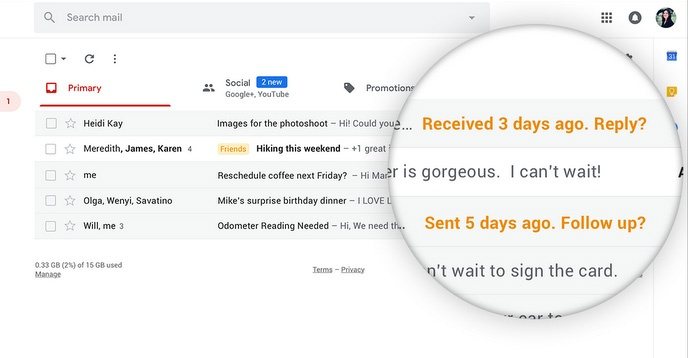 Search mail
Primary
Social 2 new
Google+, YouTube
Promotions
31
1
Heidi Kay Images for the photoshoot – Hi! Could you... Received 3 days ago. Reply?
Meredith, James, Karen 4 Friends Hiking this weekend – +1 great is gorgeous. I can't wait!
me Reschedule coffee next Friday? – Hi Sent 5 days ago. Follow up?
Olga, Wenyi, Savatino Mike's surprise birthday dinner – I LOVE wait to sign the card.
Will, me 3 Odometer Reading Needed – Hi, We need car
0.33 GB (2%) of 15 GB used
Manage
Terms – Privacy